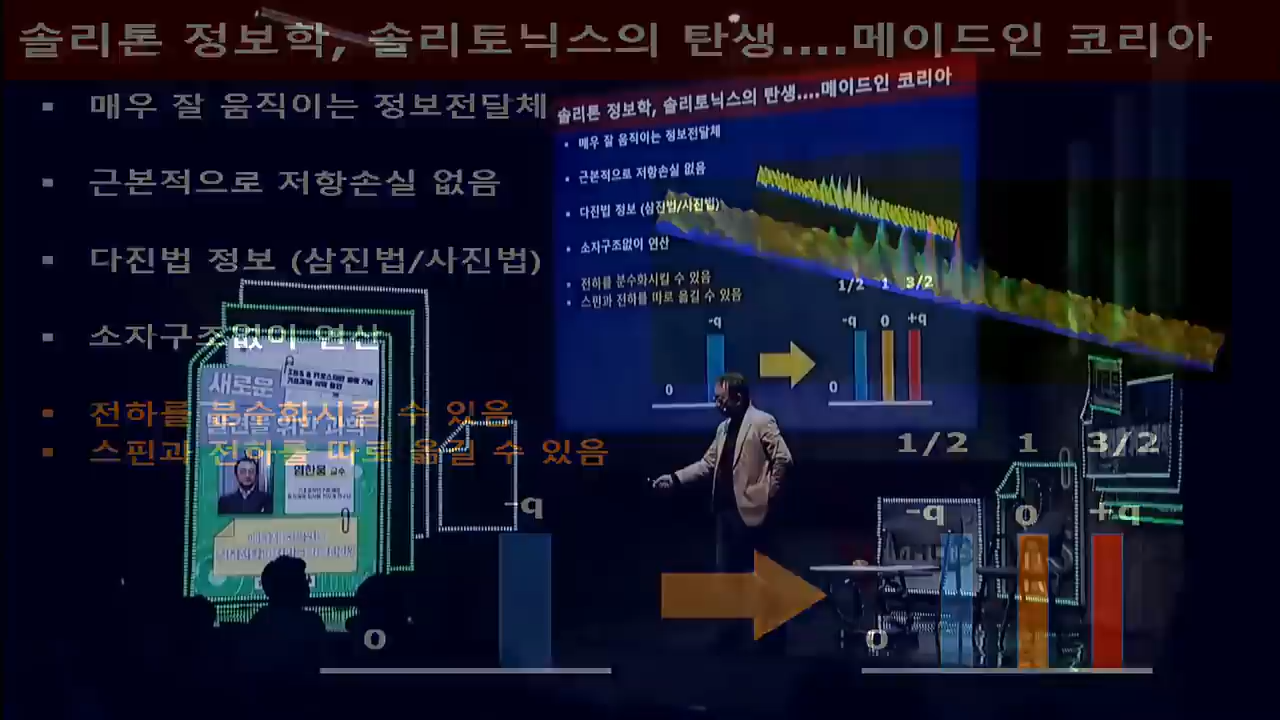 솔리톤 정보학, 솔리토닉스의 탄생....메이드인 코리아
▪ 매우 잘 움직이는 정보전달체
▪ 근본적으로 저항손실 없음
▪ 다진법 정보 (삼진법/사진법)
▪ 소자구조없이 연산
▪ 전하를 분수화시킬 수 있음
▪ 스핀과 전하를 따로 옮길 수 있음
1/2 1 3/2
-q -q 0 +q
0 0
솔리톤 정보학, 솔리토닉스의 탄생....메이드인 코리아
• 매우 잘 움직이는 정보전달체
• 근본적으로 저항손실 없음
• 다진법 정보 (삼진법/사진법)
• 소자구조없이 연산
• 전하를 분수화시킬 수 있음
• 스핀과 전하를 따로 옮길 수 있음
1/2 1 3/2
-q -q 0 +q
0 0
새로운
염한웅 교수